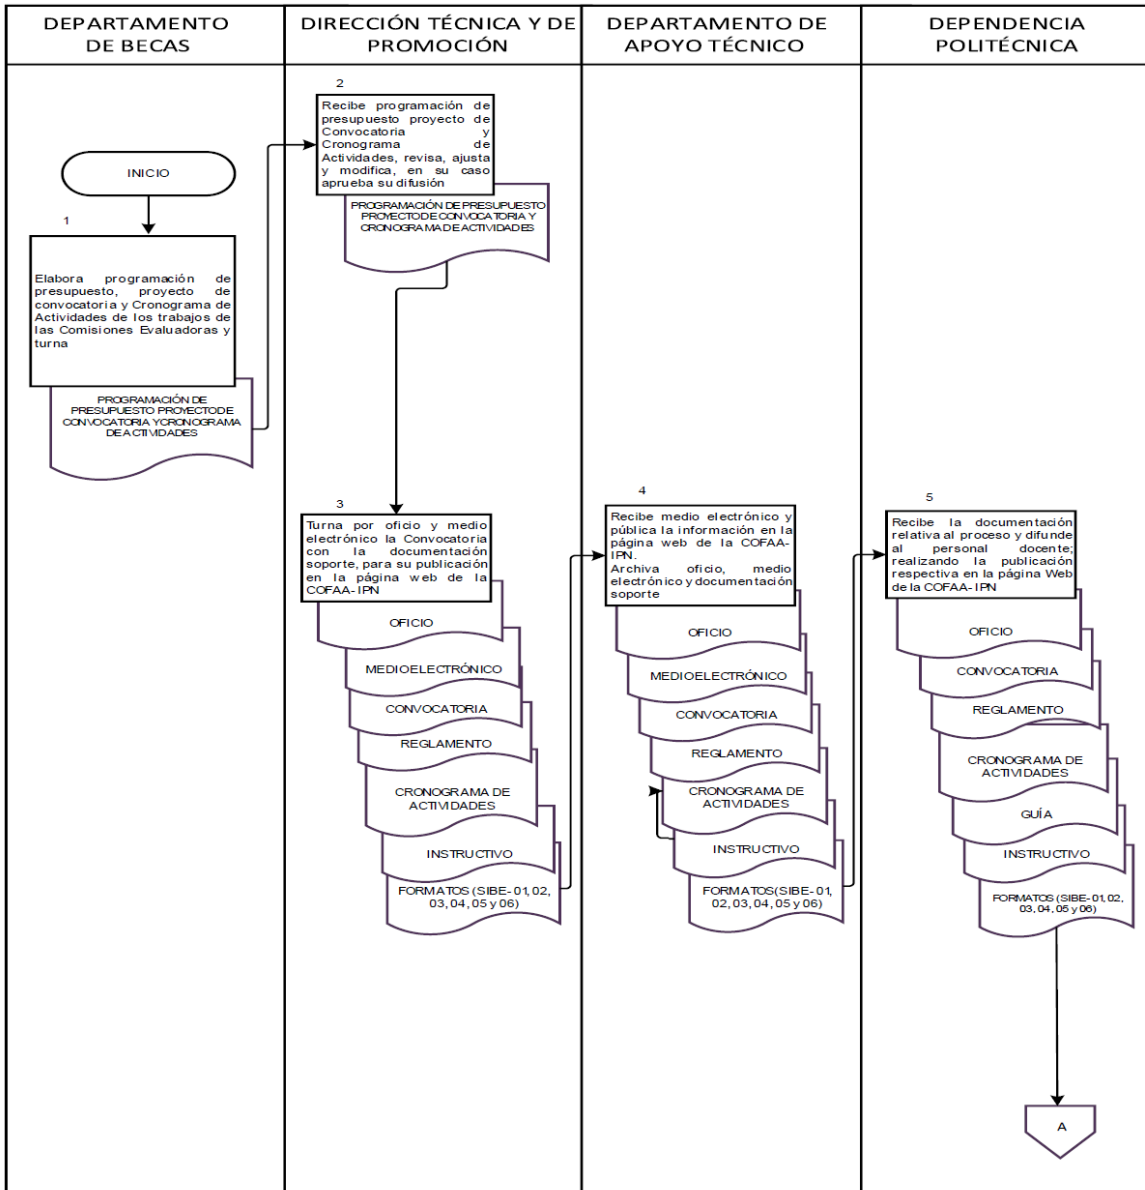 DEPARTAMENTO
DE BECAS
DIRECCIÓN TÉCNICA Y DE
PROMOCIÓN
DEPARTAMENTO DE
APOYO TÉCNICO
DEPENDENCIA
POLITÉCNICA
INICIO
1
Elabora programación de
presupuesto, proyecto de
convocatoria y Cronograma de
Actividades de los trabajos de
las Comisiones Evaluadoras y
turna
PROGRAMACIÓN DE
PRESUPUESTO PROYECTO DE
CONVOCATORIA Y CRONOGRAMA
DE ACTIVIDADES
2
Recibe programación de
presupuesto proyecto de
Convocatoria y
Cronograma de
Actividades, revisa, ajusta
y modifica, en su caso
aprueba su difusión
PROGRAMACIÓN DE PRESUPUESTO
PROYECTO DE CONVOCATORIA Y
CRONOGRAMA DE ACTIVIDADES
3
Turna por oficio y medio
electrónico la Convocatoria
con la documentación
soporte, para su publicación
en la página web de la
COFAA-IPN
OFICIO
MEDIO ELECTRÓNICO
CONVOCATORIA
REGLAMENTO
CRONOGRAMA DE
ACTIVIDADES
INSTRUCTIVO
FORMATOS (SIBE-01, 02,
03, 04, 05 y 06)
4
Recibe medio electrónico y
pública la información en la
página web de la COFAA-
IPN.
Archiva oficio, medio
electrónico y documentación
soporte
OFICIO
MEDIO ELECTRÓNICO
CONVOCATORIA
REGLAMENTO
CRONOGRAMA DE
ACTIVIDADES
INSTRUCTIVO
FORMATOS (SIBE-01,
02, 03, 04, 05 y 06)
5
Recibe la documentación
relativa al proceso y difunde
al personal docente;
realizando la publicación
respectiva en la página Web
de la COFAA-IPN
OFICIO
CONVOCATORIA
REGLAMENTO
CRONOGRAMA DE
ACTIVIDADES
GUÍA
INSTRUCTIVO
FORMATOS (SIBE-01, 02,
03, 04, 05 y 06)
A